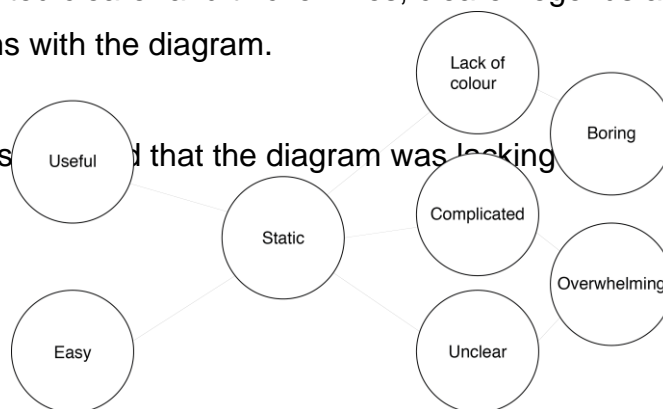 ns with the diagram.
Lack of
colour
Boring
Useful
that the diagram was lacking
Complicated
Static
Overwhelming
Easy
Unclear